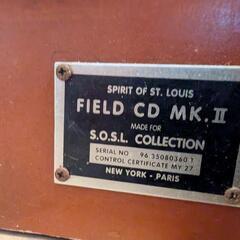 SPIRIT OF ST. LOUIS
FIELD CD MK. II
MADE FOR
S.O.S.L. COLLECTION
SERIAL NO 96 35080360 1
CONTROL CERTIFICATE MY 27
NEW YORK - PARIS